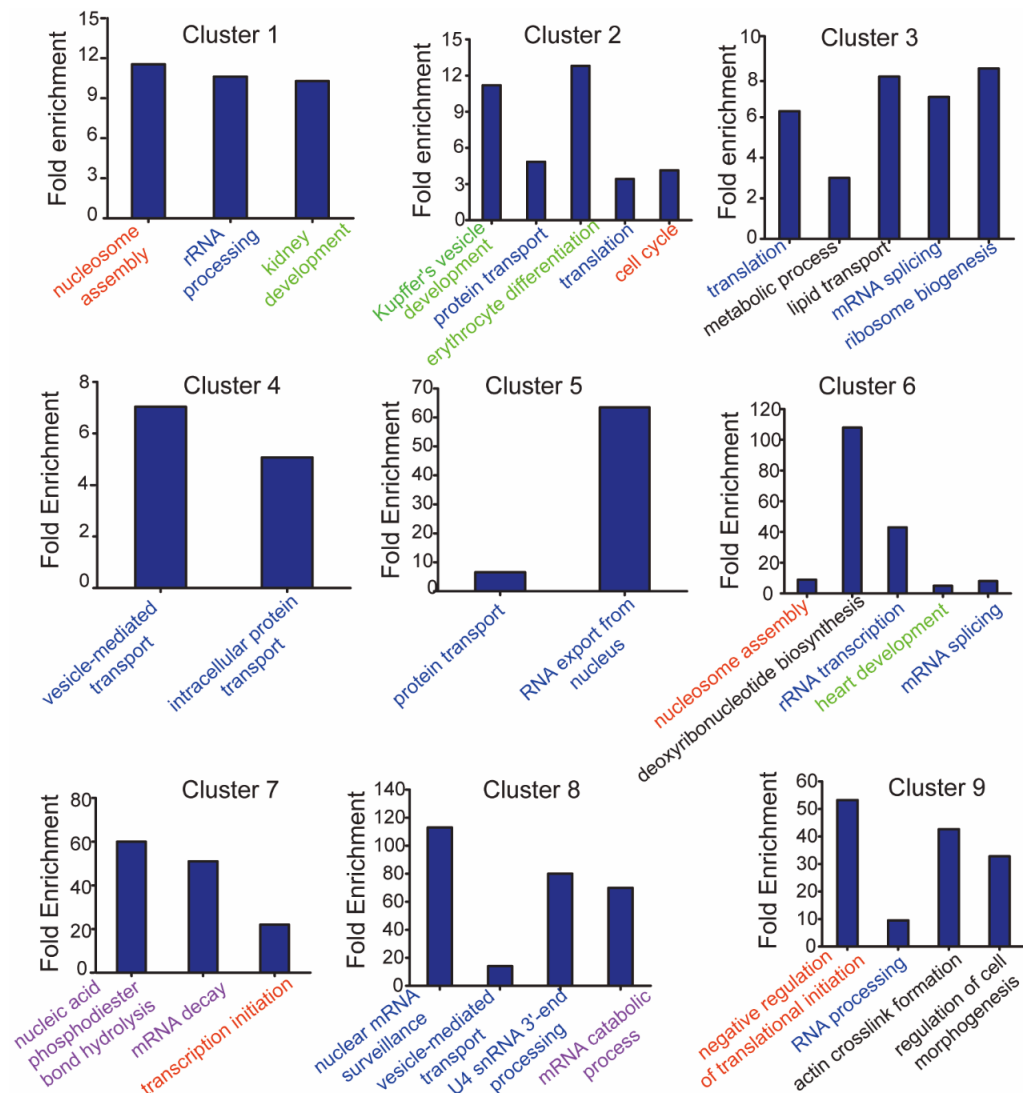 Cluster 1
Fold enrichment
15
12
9
6
3
0
nucleosome
assembly
rRNA
processing
kidney
development
Cluster 2
Fold Enrichment
15
12
9
6
3
0
Kupffer's vesicle
development
protein transport
erythrocyte differentiation
translation
cell cycle
Cluster 3
Fold enrichment
10
8
6
4
2
0
translation
metabolic process
lipid transport
mRNA splicing
ribosome biogenesis
Cluster 4
Fold Enrichment
8
6
4
2
0
vesicle-mediated
transport
intracellular protein
transport
Cluster 5
Fold Enrichment
70
60
50
40
30
20
10
0
protein transport
RNA export from
nucleus
Cluster 6
Fold Enrichment
120
100
80
60
40
20
0
nucleosome assembly
deoxyribonucleotide biosynthesis
rRNA transcription
heart development
mRNA splicing
Cluster 7
Fold Enrichment
80
60
40
20
0
nucleic acid
phosphodiester
bond hydrolysis
mRNA decay
transcription initiation
Cluster 8
Fold Enrichment
140
120
100
80
60
40
20
0
nuclear mRNA
surveillance
vesicle-mediated
transport
U4 snRNA 3'-end
processing
mRNA catabolic
process
Cluster 9
Fold Enrichment
60
50
40
30
20
10
0
negative regulation
of translational initiation
RNA processing
actin crosslink formation
regulation of cell
morphogenesis